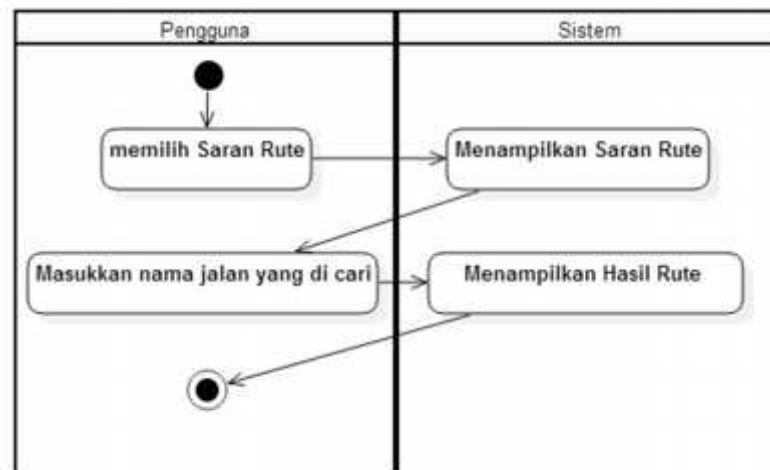 Pengguna
Sistem
memilih Saran Rute
Menampilkan Saran Rute
Masukkan nama jalan yang di cari
Menampilkan Hasil Rute